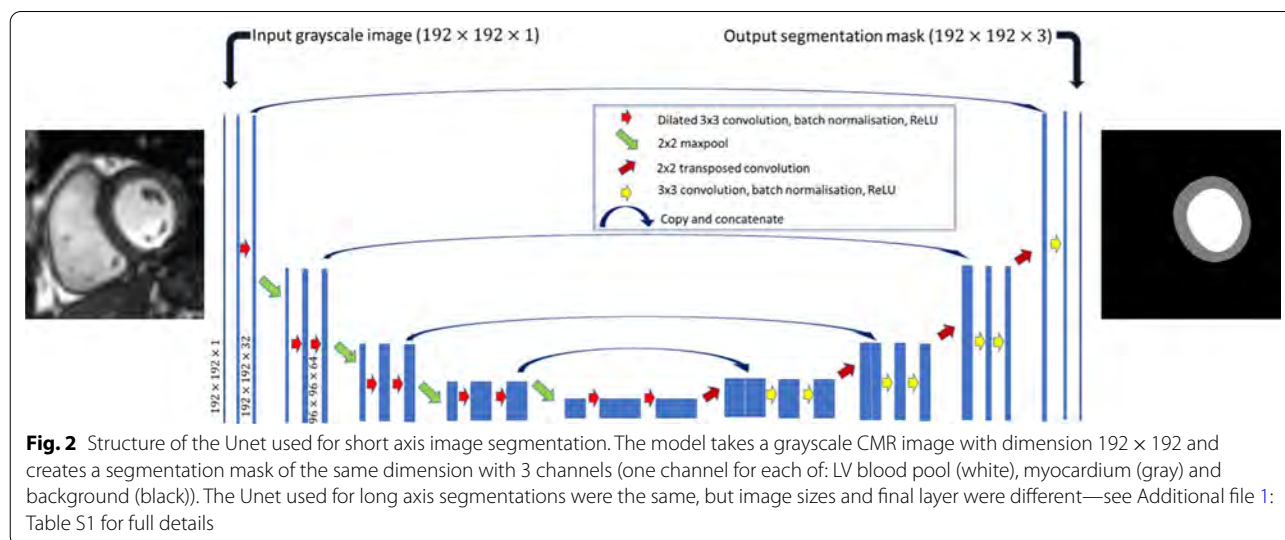 Input grayscale image (192 × 192 × 1)
Output segmentation mask (192 × 192 × 3)
Dilated 3x3 convolution, batch normalisation, ReLU
2x2 maxpool
2x2 transposed convolution
3x3 convolution, batch normalisation, ReLU
Copy and concatenate
192 × 192 × 1
192 × 192 × 32
96 × 96 × 64
Fig. 2 Structure of the Unet used for short axis image segmentation. The model takes a grayscale CMR image with dimension 192 × 192 and
creates a segmentation mask of the same dimension with 3 channels (one channel for each of: LV blood pool (white), myocardium (gray) and
background (black)). The Unet used for long axis segmentations were the same, but image sizes and final layer were different—see Additional file 1:
Table S1 for full details